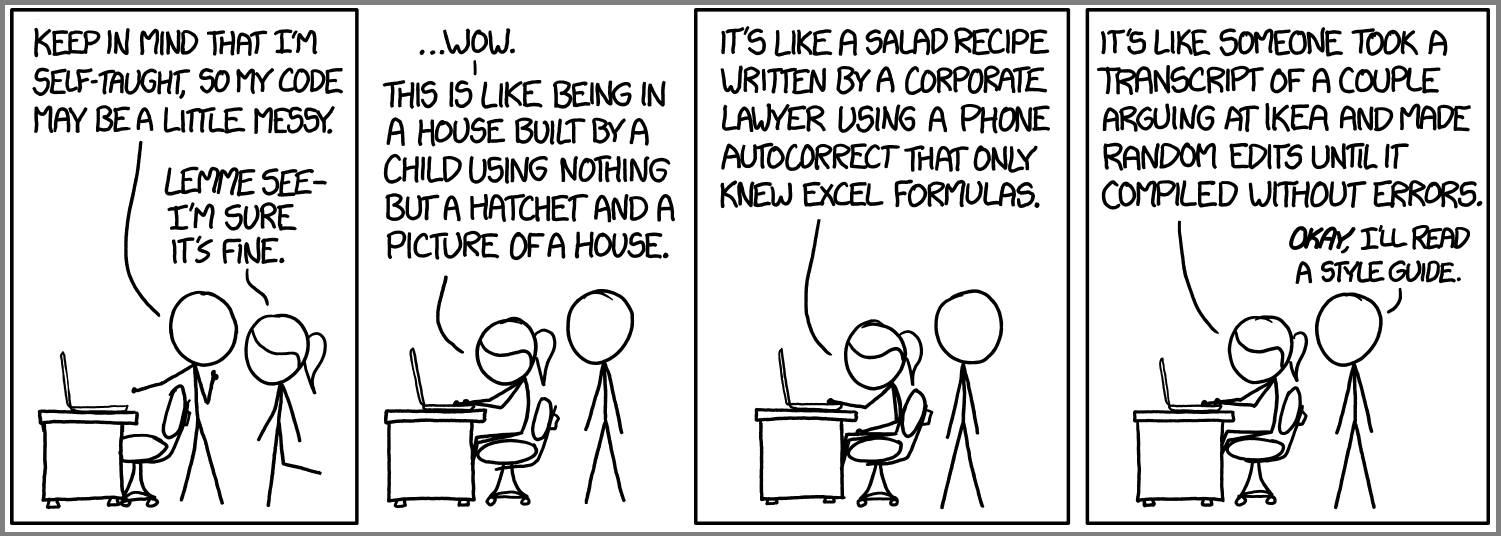 KEEP IN MIND THAT I'M
SELF-TAUGHT, SO MY CODE
MAY BE A LITTLE MESSY.
LEMME SEE-
I'M SURE
IT'S FINE.
...WOW.
THIS IS LIKE BEING IN
A HOUSE BUILT BY A
CHILD USING NOTHING
BUT A HATCHET AND A
PICTURE OF A HOUSE.
IT'S LIKE A SALAD RECIPE
WRITTEN BY A CORPORATE
LAWYER USING A PHONE
AUTOCORRECT THAT ONLY
KNEW EXCEL FORMULAS.
IT'S LIKE SOMEONE TOOK A
TRANSCRIPT OF A COUPLE
ARGUING AT IKEA AND MADE
RANDOM EDITS UNTIL IT
COMPILED WITHOUT ERRORS.
OKAY, I'LL READ
A STYLE GUIDE.